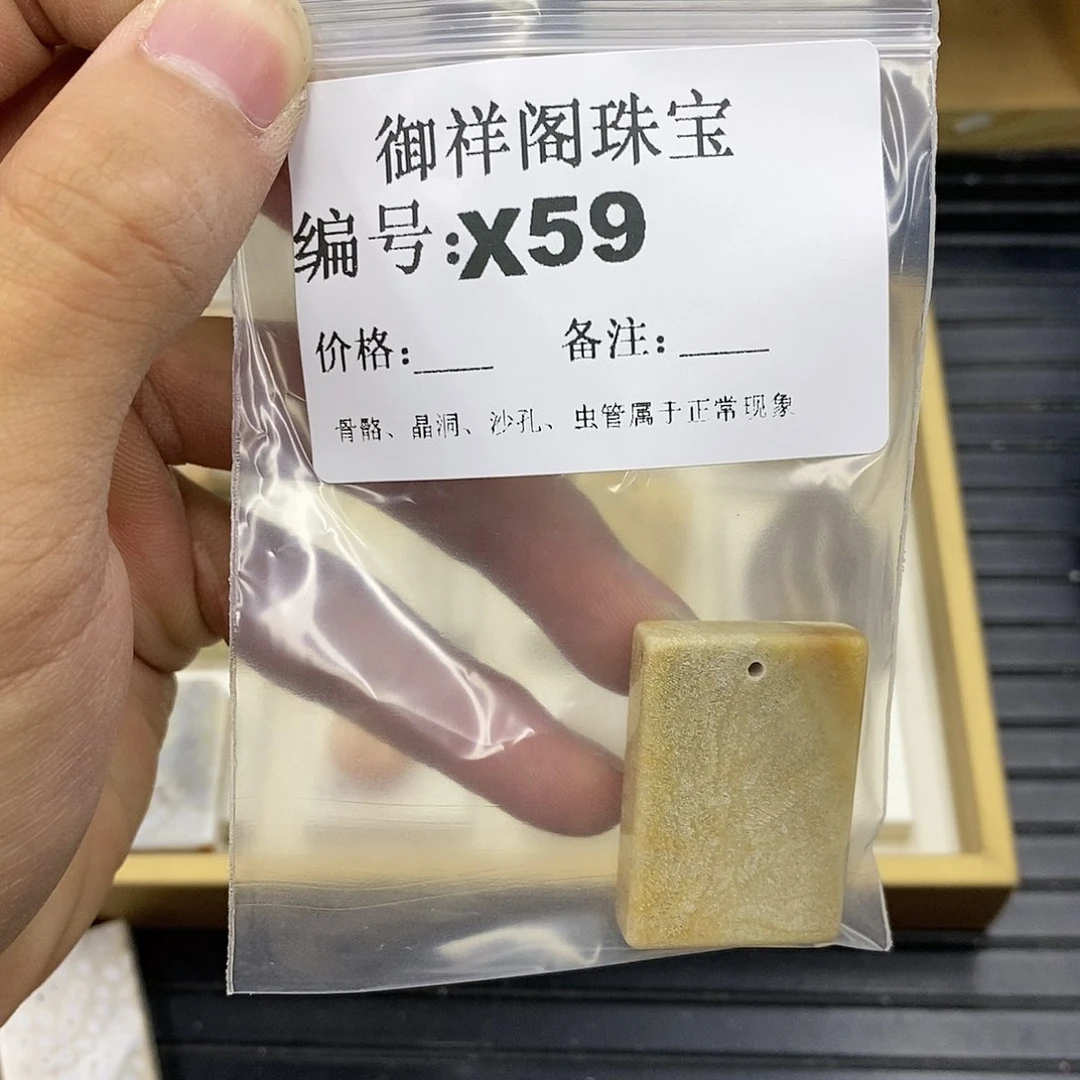 御祥阁珠宝
编号:X59
价格:____ 备注:_____
骨骼、晶洞、沙孔、虫管属于正常现象